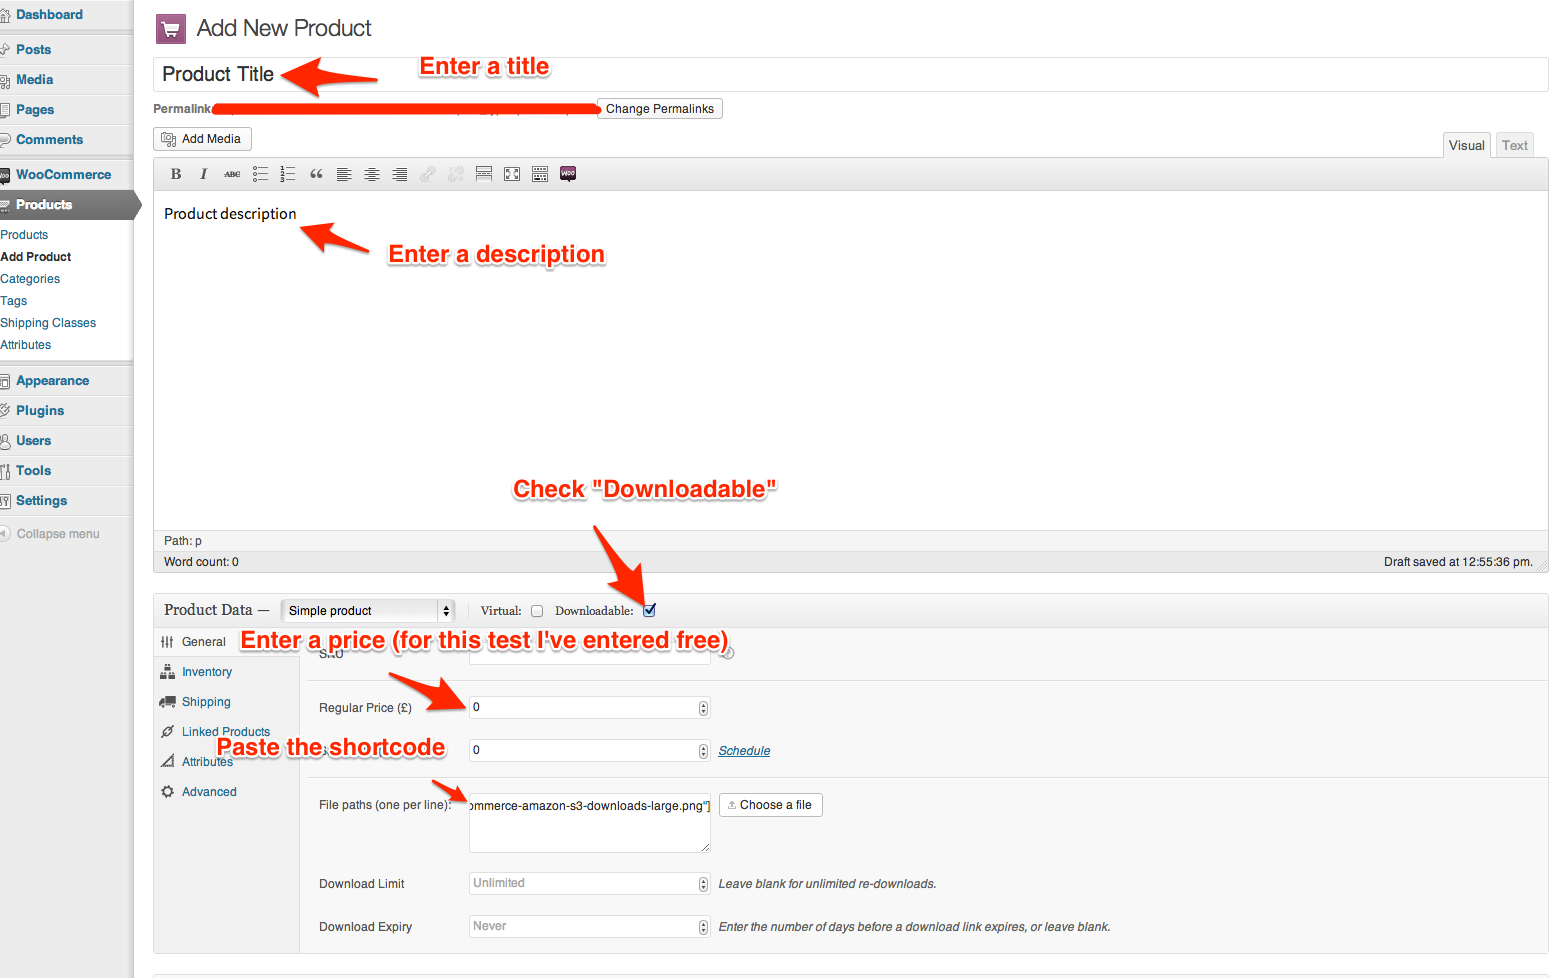 Dashboard
Posts
Media
Pages
Comments
WooCommerce
Products
Products
Add Product
Categories
Tags
Shipping Classes
Attributes
Appearance
Plugins
Users
Tools
Settings
Collapse menu
Add New Product
Product Title
Enter a title
Permalink
Change Permalinks
Add Media
Visual Text
B I ABC WOO
Product description
Enter a description
Check "Downloadable"
Path: p
Word count: 0
Draft saved at 12:55:36 pm.
Product Data — Simple product Virtual: Downloadable:
General
Enter a price (for this test I've entered free)
SKU
Inventory
Shipping
Regular Price (£) 0
Linked Products
Paste the shortcode
0 Schedule
Attributes
Advanced
File paths (one per line): ommerce-amazon-s3-downloads-large.png"] Choose a file
Download Limit Unlimited Leave blank for unlimited re-downloads.
Download Expiry Never Enter the number of days before a download link expires, or leave blank.